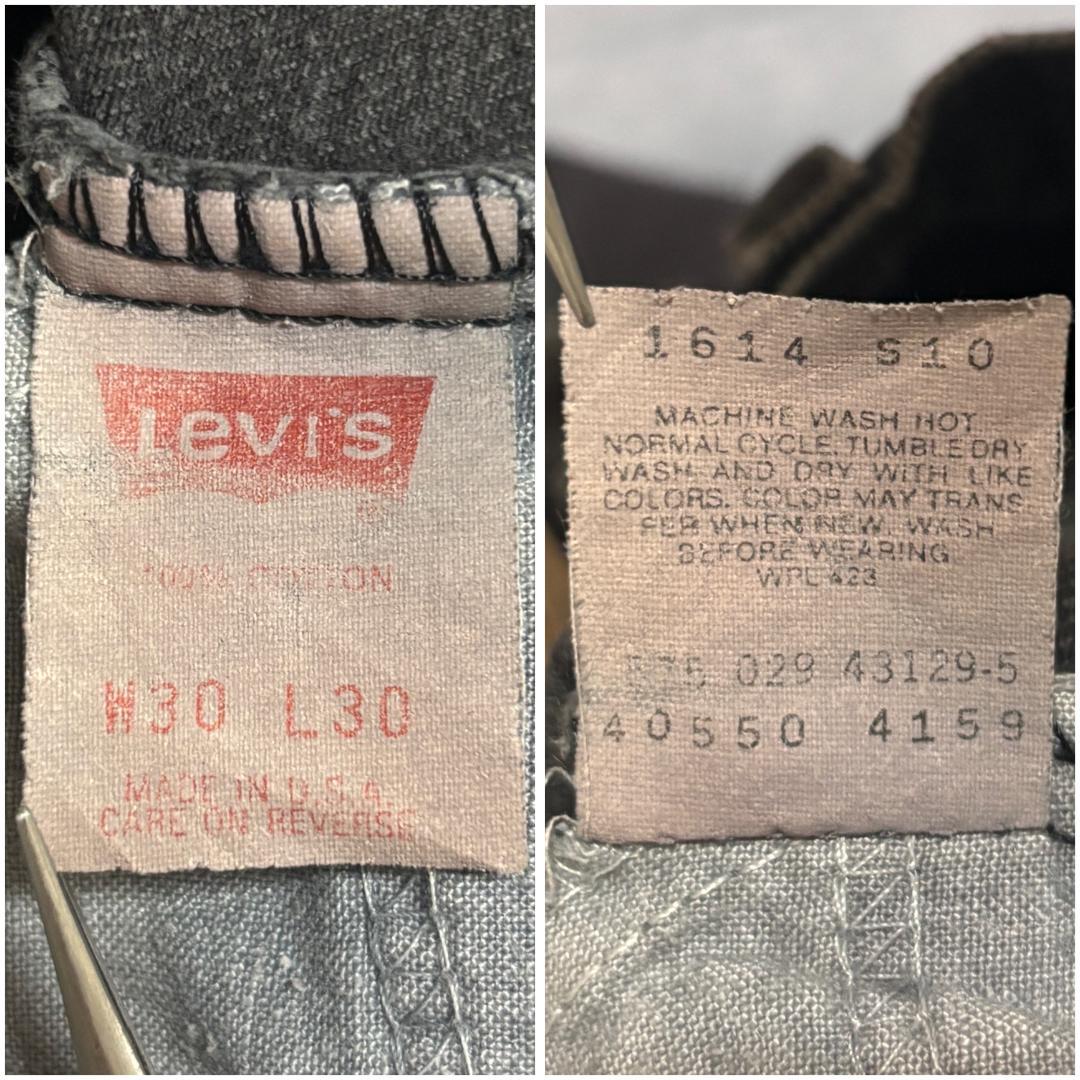 Levi's
®
100% COTTON
W30 L30
MADE IN U.S.A.
CARE ON REVERSE
1614 S10
MACHINE WASH HOT
NORMAL CYCLE. TUMBLE DRY
WASH AND DRY WITH LIKE
COLORS. COLOR MAY TRANS
FER WHEN NEW. WASH
BEFORE WEARING
WPL 423
029 43129-5
40550 4159